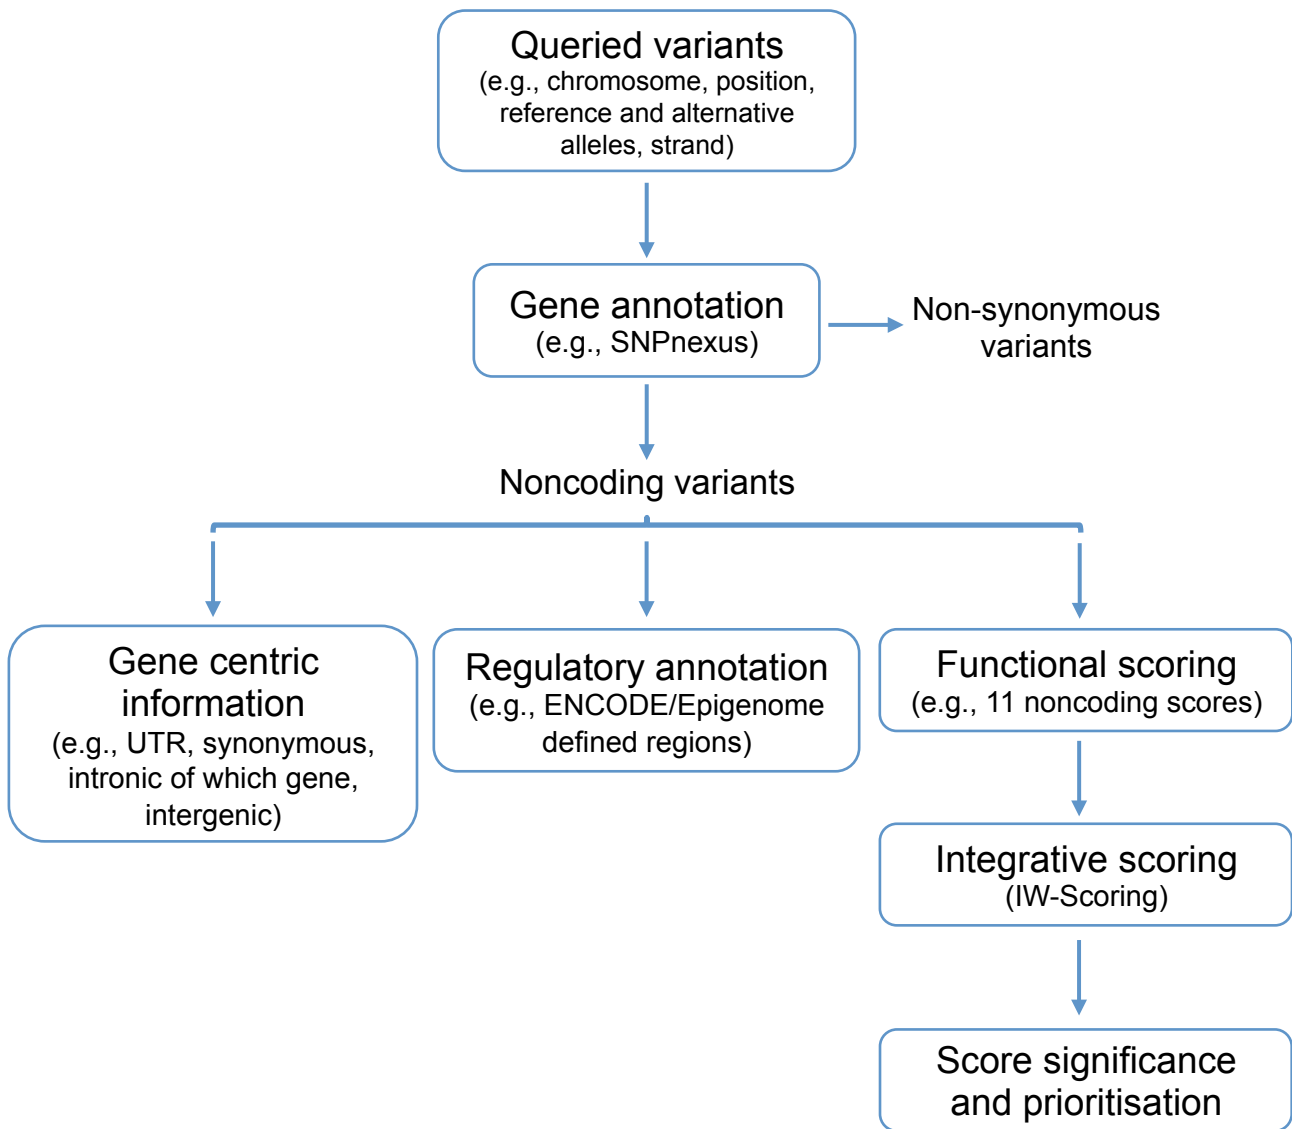 Queried variants
(e.g., chromosome, position,
reference and alternative
alleles, strand)
Gene annotation
(e.g., SNPnexus)
Non-synonymous
variants
Noncoding variants
Gene centric
information
(e.g., UTR, synonymous,
intronic of which gene,
intergenic)
Regulatory annotation
(e.g., ENCODE/Epigenome
defined regions)
Functional scoring
(e.g., 11 noncoding scores)
Integrative scoring
(IW-Scoring)
Score significance
and prioritisation